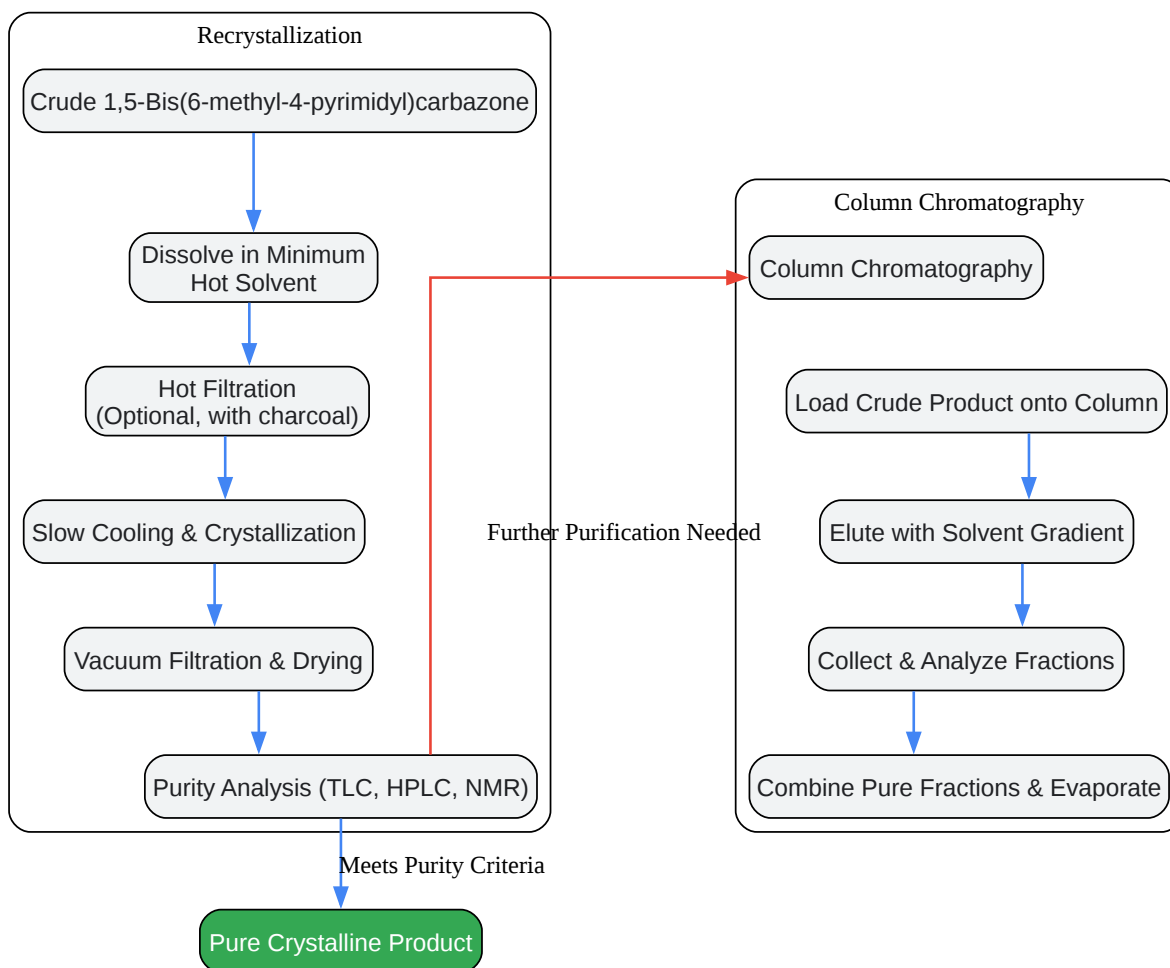 Recrystallization
Crude 1,5-Bis(6-methyl-4-pyrimidyl)carbazone
Dissolve in Minimum
Hot Solvent
Hot Filtration
(Optional, with charcoal)
Slow Cooling & Crystallization
Vacuum Filtration & Drying
Purity Analysis (TLC, HPLC, NMR)
Meets Purity Criteria
Pure Crystalline Product
Further Purification Needed
Column Chromatography
Column Chromatography
Load Crude Product onto Column
Elute with Solvent Gradient
Collect & Analyze Fractions
Combine Pure Fractions & Evaporate